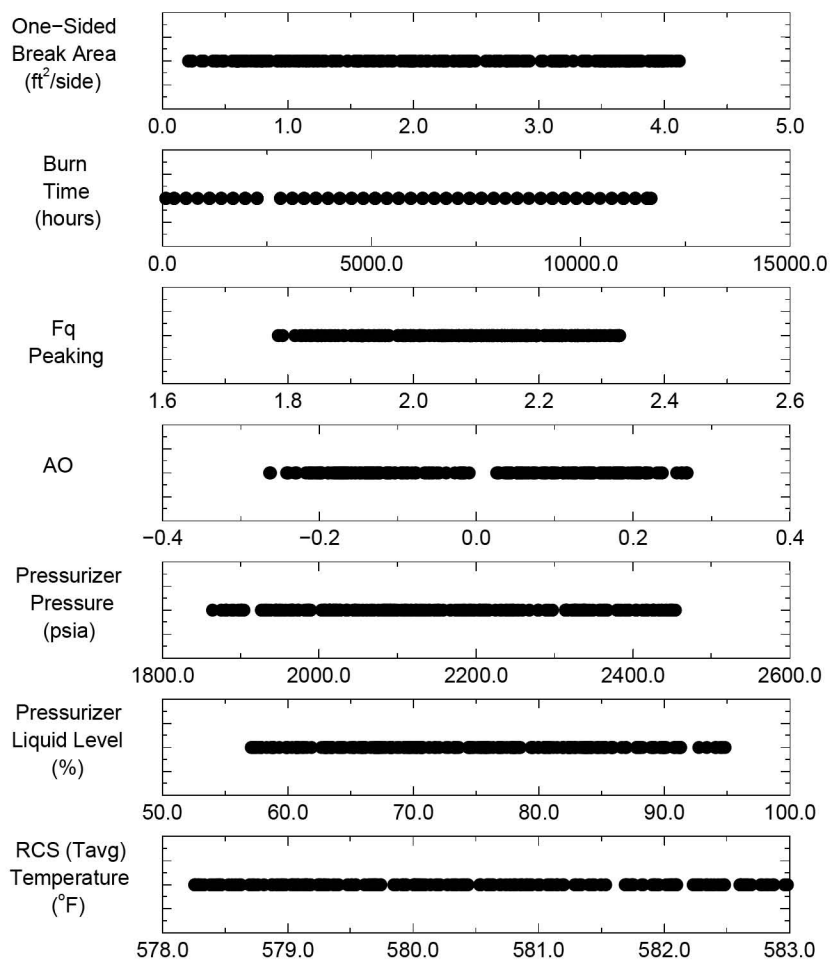 One−Sided
Break Area
(ft²/side)
0.0 1.0 2.0 3.0 4.0 5.0
Burn
Time
(hours)
0.0 5000.0 10000.0 15000.0
Fq
Peaking
1.6 1.8 2.0 2.2 2.4 2.6
AO
−0.4 −0.2 0.0 0.2 0.4
Pressurizer
Pressure
(psia)
1800.0 2000.0 2200.0 2400.0 2600.0
Pressurizer
Liquid Level
(%)
50.0 60.0 70.0 80.0 90.0 100.0
RCS (Tavg)
Temperature
(°F)
578.0 579.0 580.0 581.0 582.0 583.0